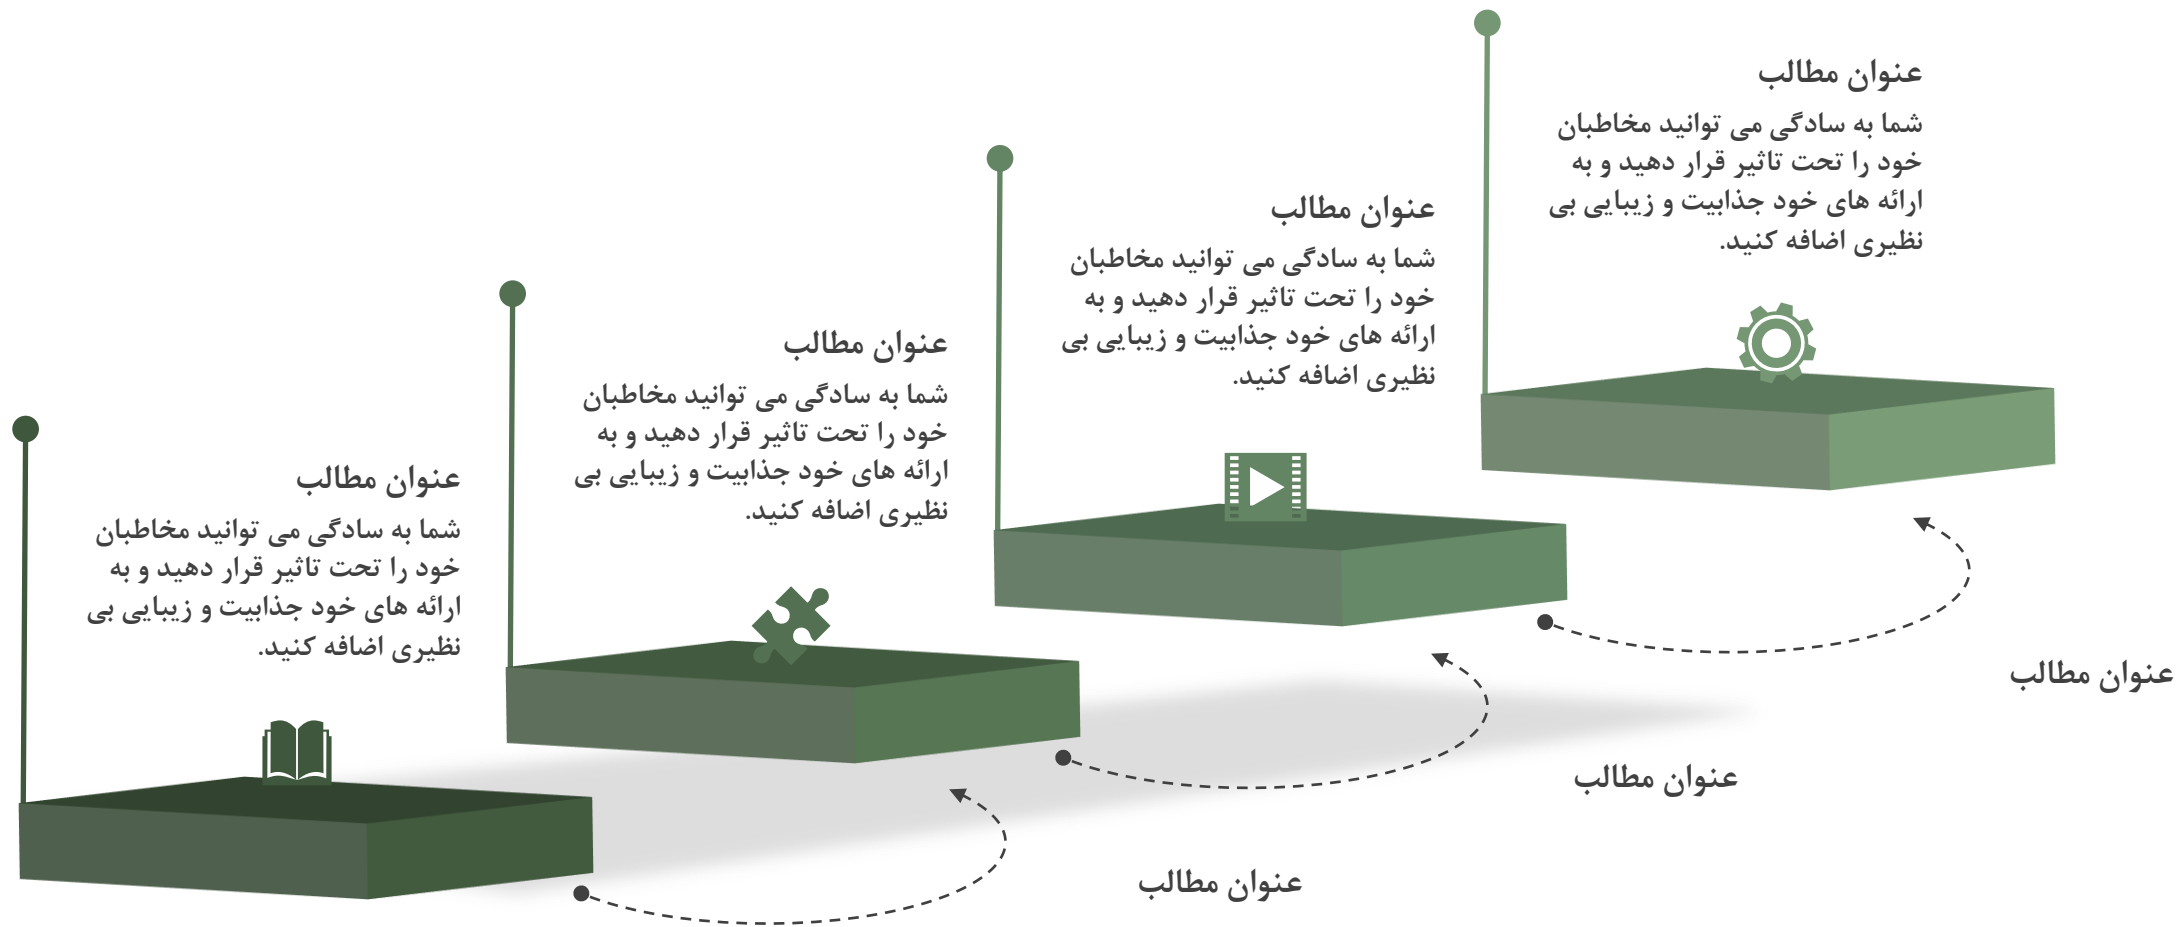 عنوان مطالب
شما به سادگی می توانید مخاطبان
خود را تحت تاثیر قرار دهید و به
ارائه های خود جذابیت و زیبایی بی
نظیری اضافه کنید.
عنوان مطالب
شما به سادگی می توانید مخاطبان
خود را تحت تاثیر قرار دهید و به
ارائه های خود جذابیت و زیبایی بی
نظیری اضافه کنید.
عنوان مطالب
شما به سادگی می توانید مخاطبان
خود را تحت تاثیر قرار دهید و به
ارائه های خود جذابیت و زیبایی بی
نظیری اضافه کنید.
عنوان مطالب
شما به سادگی می توانید مخاطبان
خود را تحت تاثیر قرار دهید و به
ارائه های خود جذابیت و زیبایی بی
نظیری اضافه کنید.
عنوان مطالب
عنوان مطالب
عنوان مطالب